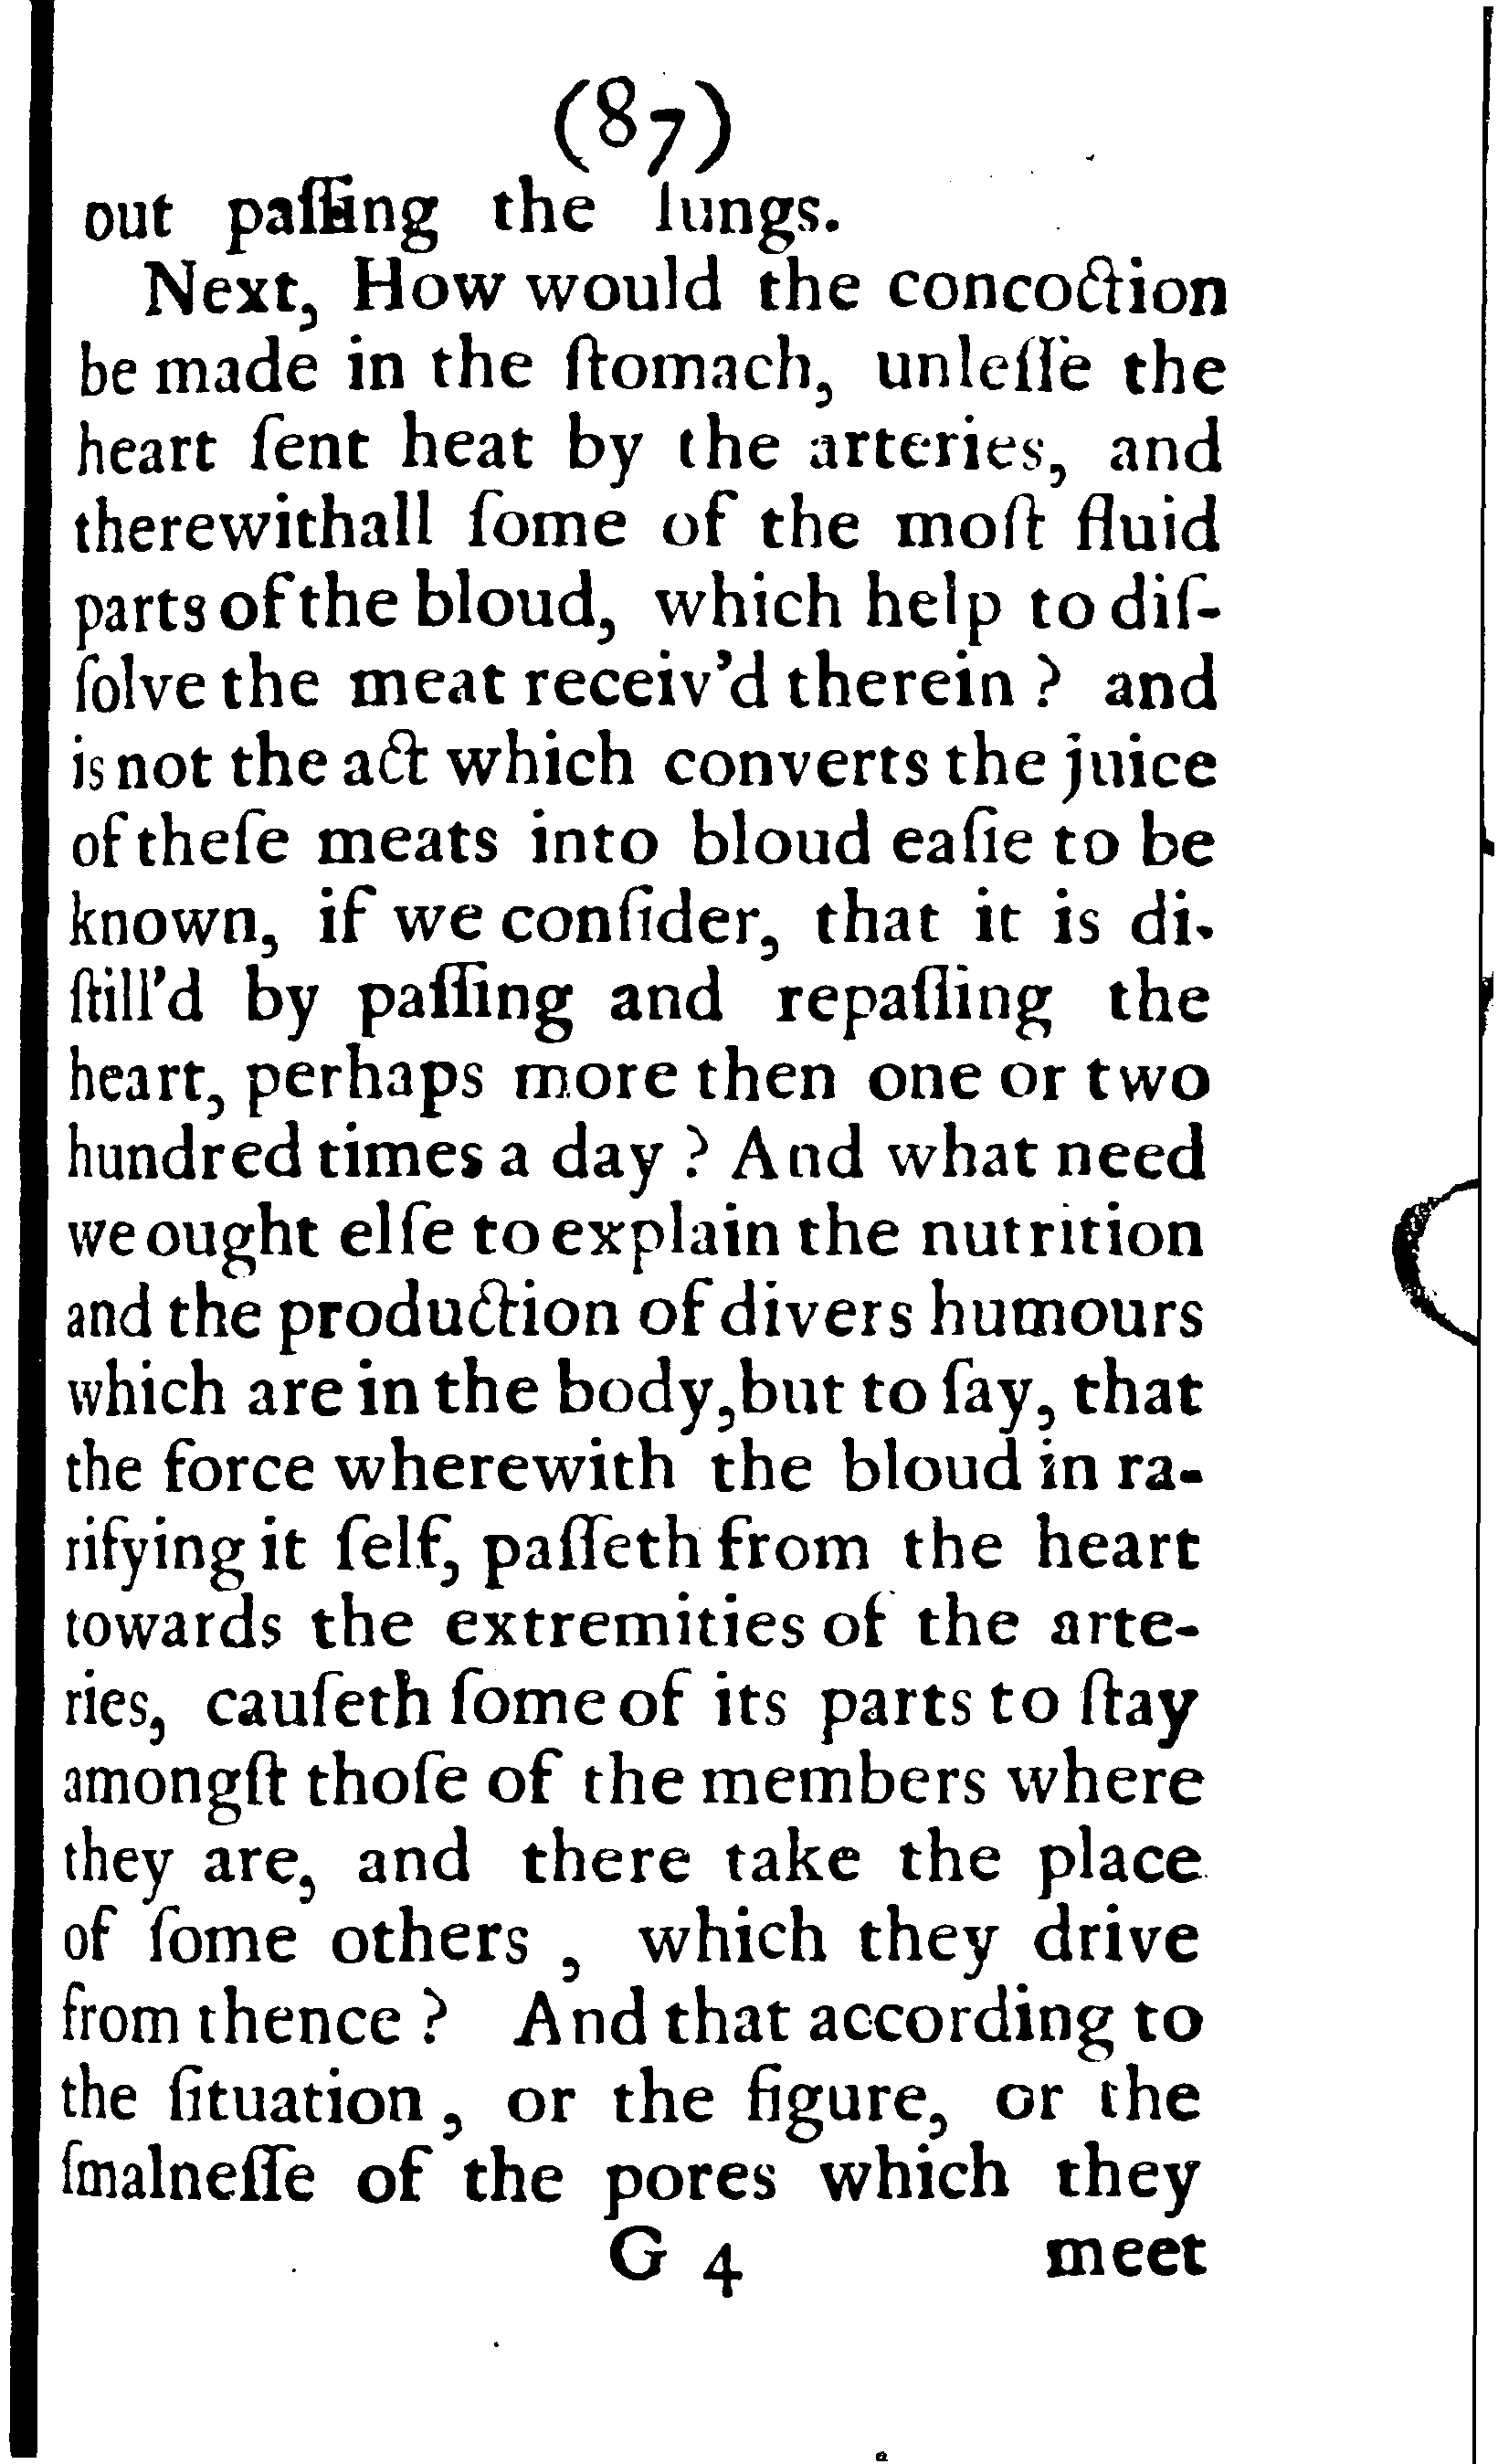 (87)
out paſſing the lungs.
Next, How would the concoction
be made in the ſtomach, unleſſe the
heart ſent heat by the arteries, and
therewithall ſome of the moſt fluid
parts of the bloud, which help to diſ-
ſolve the meat receiv'd therein ? and
is not the act which converts the juice
of theſe meats into bloud eaſie to be
known, if we conſider, that it is di-
ſtill'd by paſſing and repaſſing the
heart, perhaps more then one or two
hundred times a day ? And what need
we ought elſe to explain the nutrition
and the production of divers humours
which are in the body,but to ſay, that
the force wherewith the bloud in ra-
rifying it ſelf, paſſeth from the heart
towards the extremities of the arte-
ries, cauſeth ſome of its parts to ſtay
amongſt thoſe of the members where
they are, and there take the place
of ſome others , which they drive
from thence ? And that according to
the ſituation , or the figure, or the
ſmalneſſe of the pores which they
G 4 meet